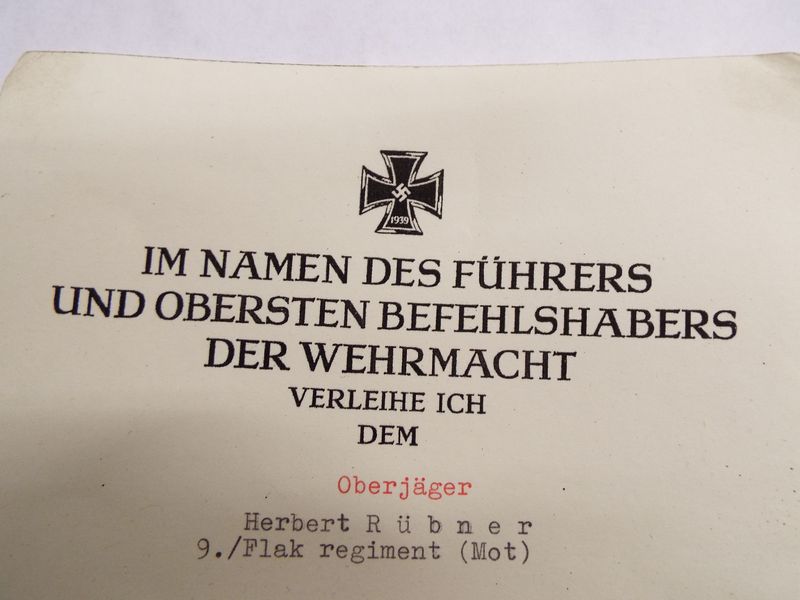 1939
IM NAMEN DES FÜHRERS
UND OBERSTEN BEFEHLSHABERS
DER WEHRMACHT
VERLEIHE ICH
DEM
Oberjäger
Herbert R ü b n e r
9./Flak regiment (Mot)